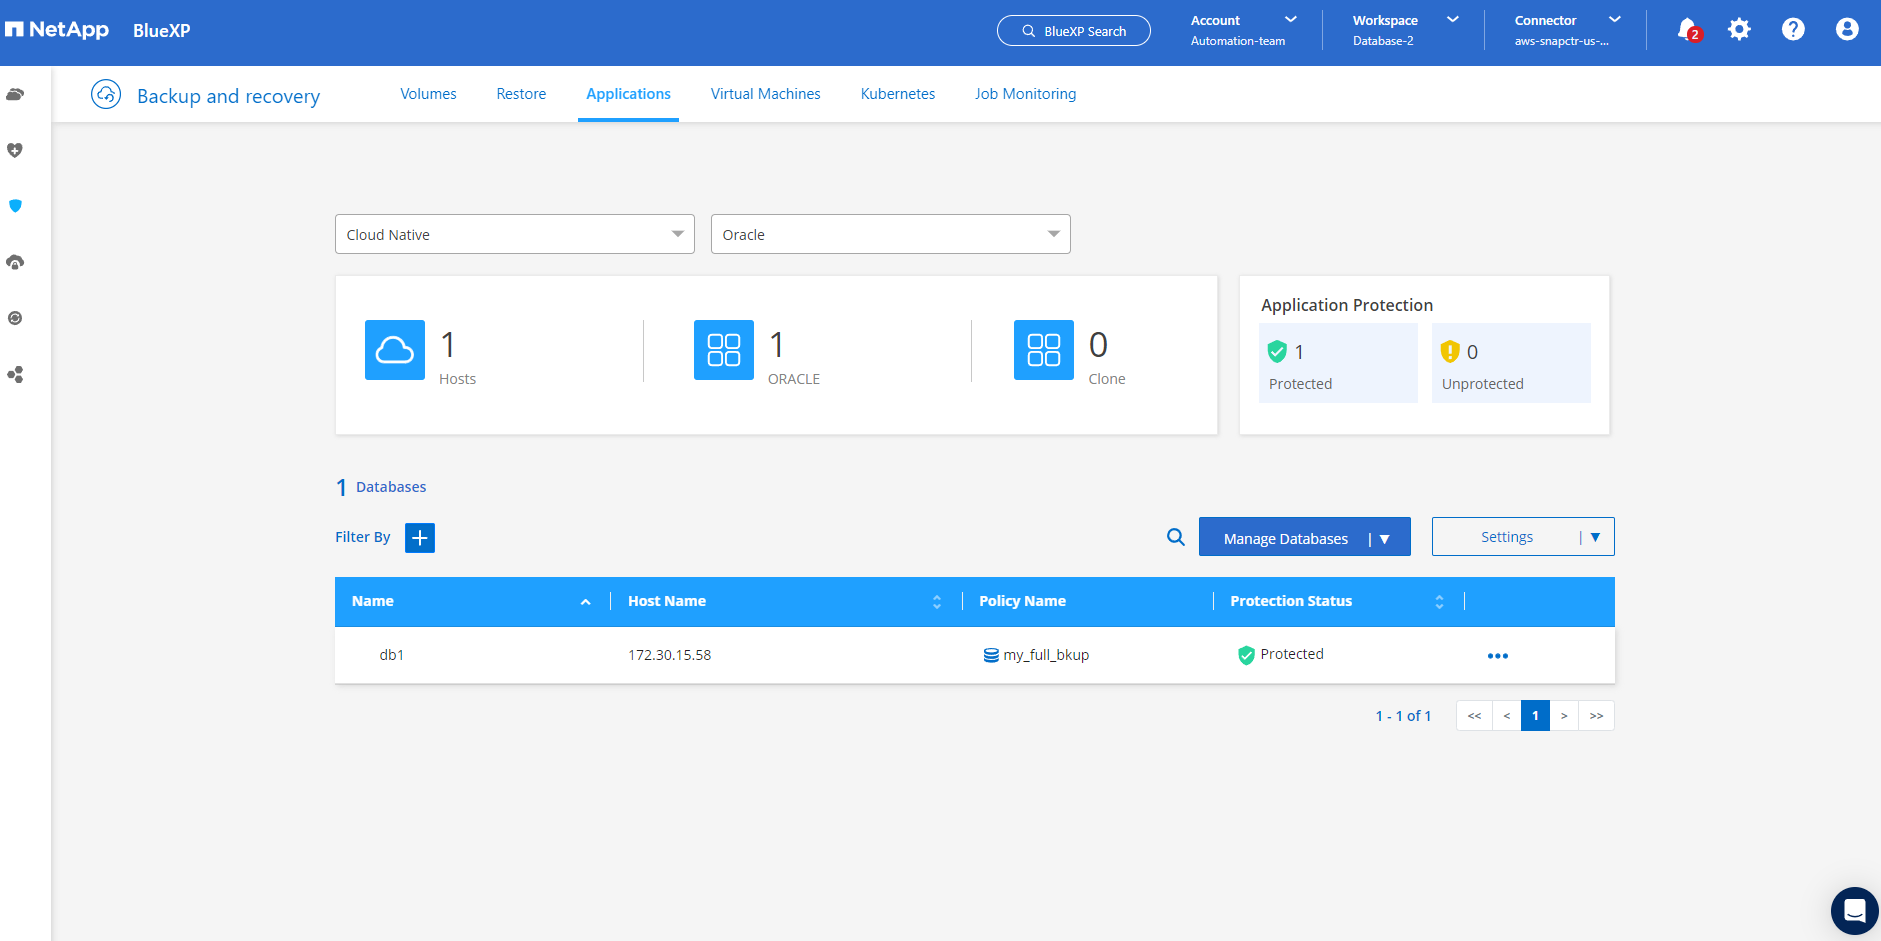 NetApp BlueXP
BlueXP Search
Account
Automation-team
Workspace
Database-2
Connector
aws-snapctr-us-...
2
Backup and recovery
Volumes Restore Applications Virtual Machines Kubernetes Job Monitoring
Cloud Native
Oracle
1
Hosts
1
ORACLE
0
Clone
Application Protection
1
Protected
0
Unprotected
1 Databases
Filter By
Manage Databases
Settings
Name Host Name Policy Name Protection Status
db1 172.30.15.58 my_full_bkup Protected
1 - 1 of 1 << < 1 > >>